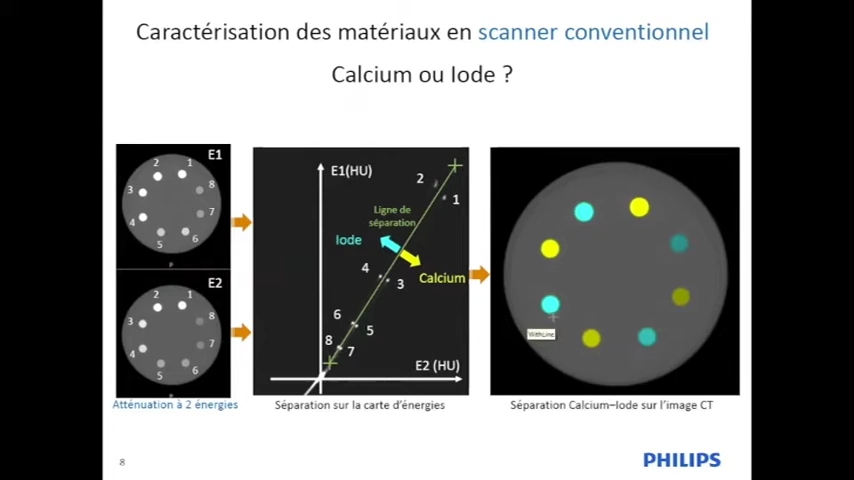 Caractérisation des matériaux en scanner conventionnel
Calcium ou Iode ?
E1
2 1
3 8
4 7
5 6
E2
2 1
3 8
4 7
5 6
Atténuation à 2 énergies
E1(HU)
2
1
Ligne de
séparation
Iode
Calcium
4
3
6
5
8
7
E2 (HU)
Séparation sur la carte d'énergies
WithLine
Séparation Calcium–Iode sur l'image CT
8
PHILIPS